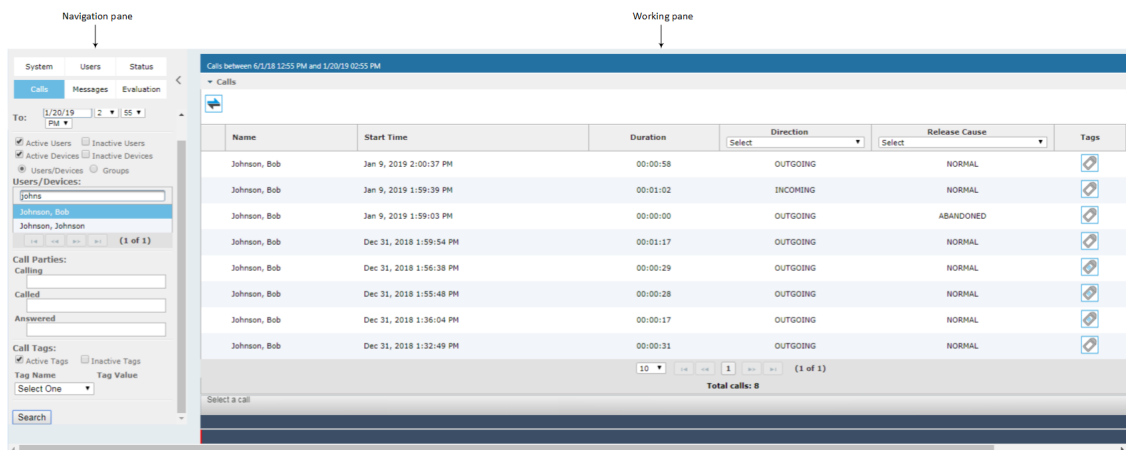 Navigation pane
Working pane
System Users Status
Calls Messages Evaluation
To: 1/20/19 2 55
PM
Active Users Inactive Users
Active Devices Inactive Devices
Users/Devices Groups
Users/Devices:
johns
Johnson, Bob
Johnson, Johnson
(1 of 1)
Call Parties:
Calling
Called
Answered
Call Tags:
Active Tags Inactive Tags
Tag Name Tag Value
Select One
Search
Calls between 6/1/18 12:55 PM and 1/20/19 02:55 PM
Calls
Name Start Time Duration Direction Release Cause Tags
Select Select
Johnson, Bob Jan 9, 2019 2:00:37 PM 00:00:58 OUTGOING NORMAL
Johnson, Bob Jan 9, 2019 1:59:39 PM 00:01:02 INCOMING NORMAL
Johnson, Bob Jan 9, 2019 1:59:03 PM 00:00:00 OUTGOING ABANDONED
Johnson, Bob Dec 31, 2018 1:59:54 PM 00:01:17 OUTGOING NORMAL
Johnson, Bob Dec 31, 2018 1:56:38 PM 00:00:29 OUTGOING NORMAL
Johnson, Bob Dec 31, 2018 1:55:48 PM 00:00:28 OUTGOING NORMAL
Johnson, Bob Dec 31, 2018 1:36:04 PM 00:00:17 OUTGOING NORMAL
Johnson, Bob Dec 31, 2018 1:32:49 PM 00:00:31 OUTGOING NORMAL
10 1 (1 of 1)
Total calls: 8
Select a call